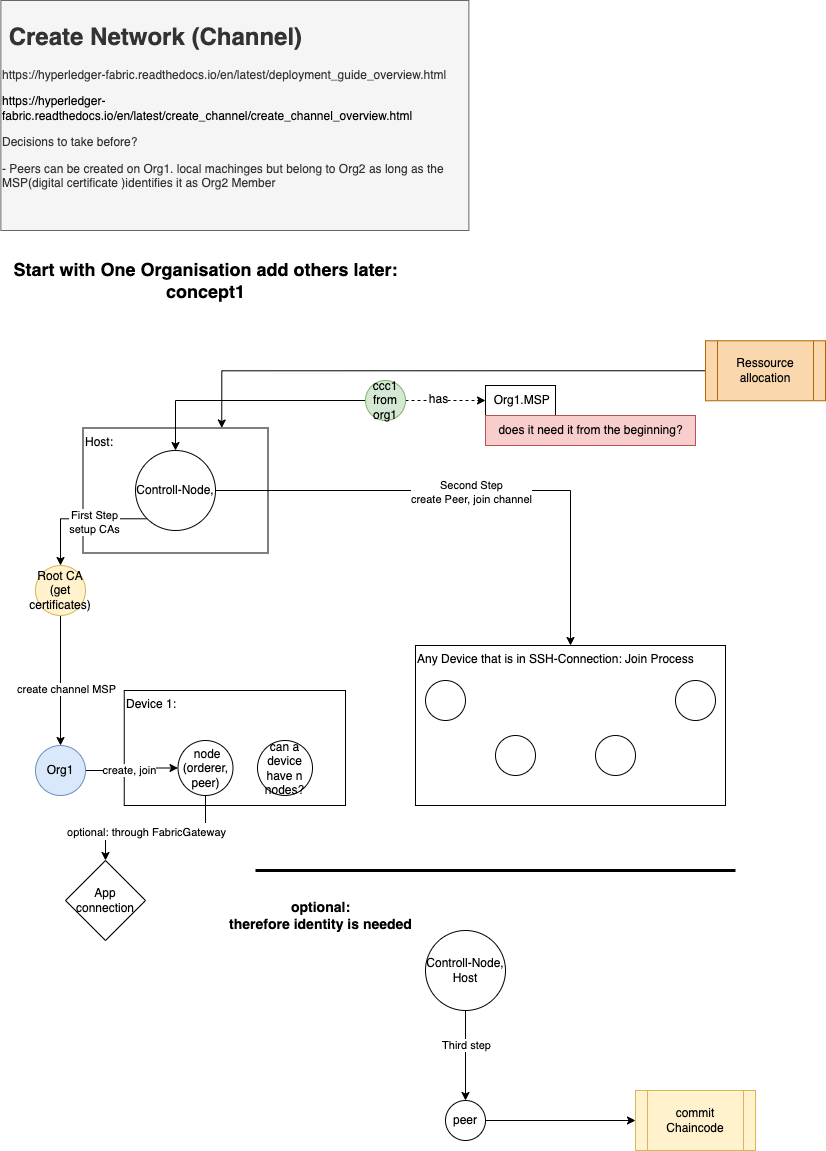 Create Network (Channel)
https://hyperledger-fabric.readthedocs.io/en/latest/deployment_guide_overview.html
https://hyperledger-
fabric.readthedocs.io/en/latest/create_channel/create_channel_overview.html
Decisions to take before?
- Peers can be created on Org1. local machinges but belong to Org2 as long as the
MSP(digital certificate )identifies it as Org2 Member
Start with One Organisation add others later:
concept1
Ressource
allocation
ccc1
from
org1
has
Org1.MSP
does it need it from the beginning?
Host:
Controll-Node,
Second Step
create Peer, join channel
First Step
setup CAs
Root CA
(get
certificates)
Any Device that is in SSH-Connection: Join Process
create channel MSP
Device 1:
Org1
create, join
node
(orderer,
peer)
can a
device
have n
nodes?
optional: through FabricGateway
App
connection
optional:
therefore identity is needed
Controll-Node,
Host
Third step
peer
commit
Chaincode